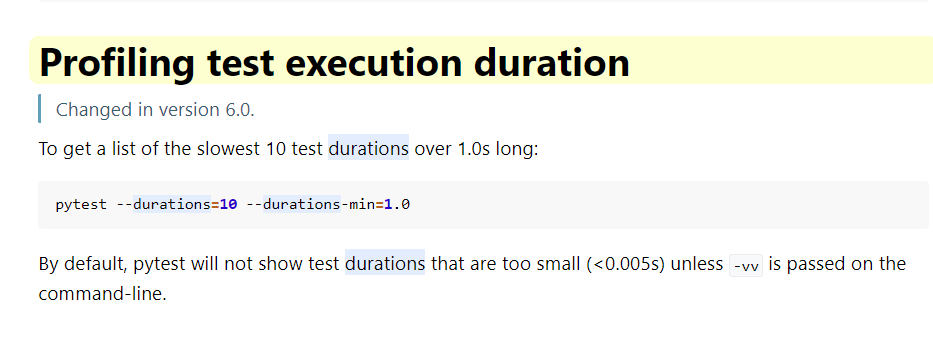 Profiling test execution duration
Changed in version 6.0.
To get a list of the slowest 10 test durations over 1.0s long:
pytest --durations=10 --durations-min=1.0
By default, pytest will not show test durations that are too small (<0.005s) unless -vv is passed on the
command-line.